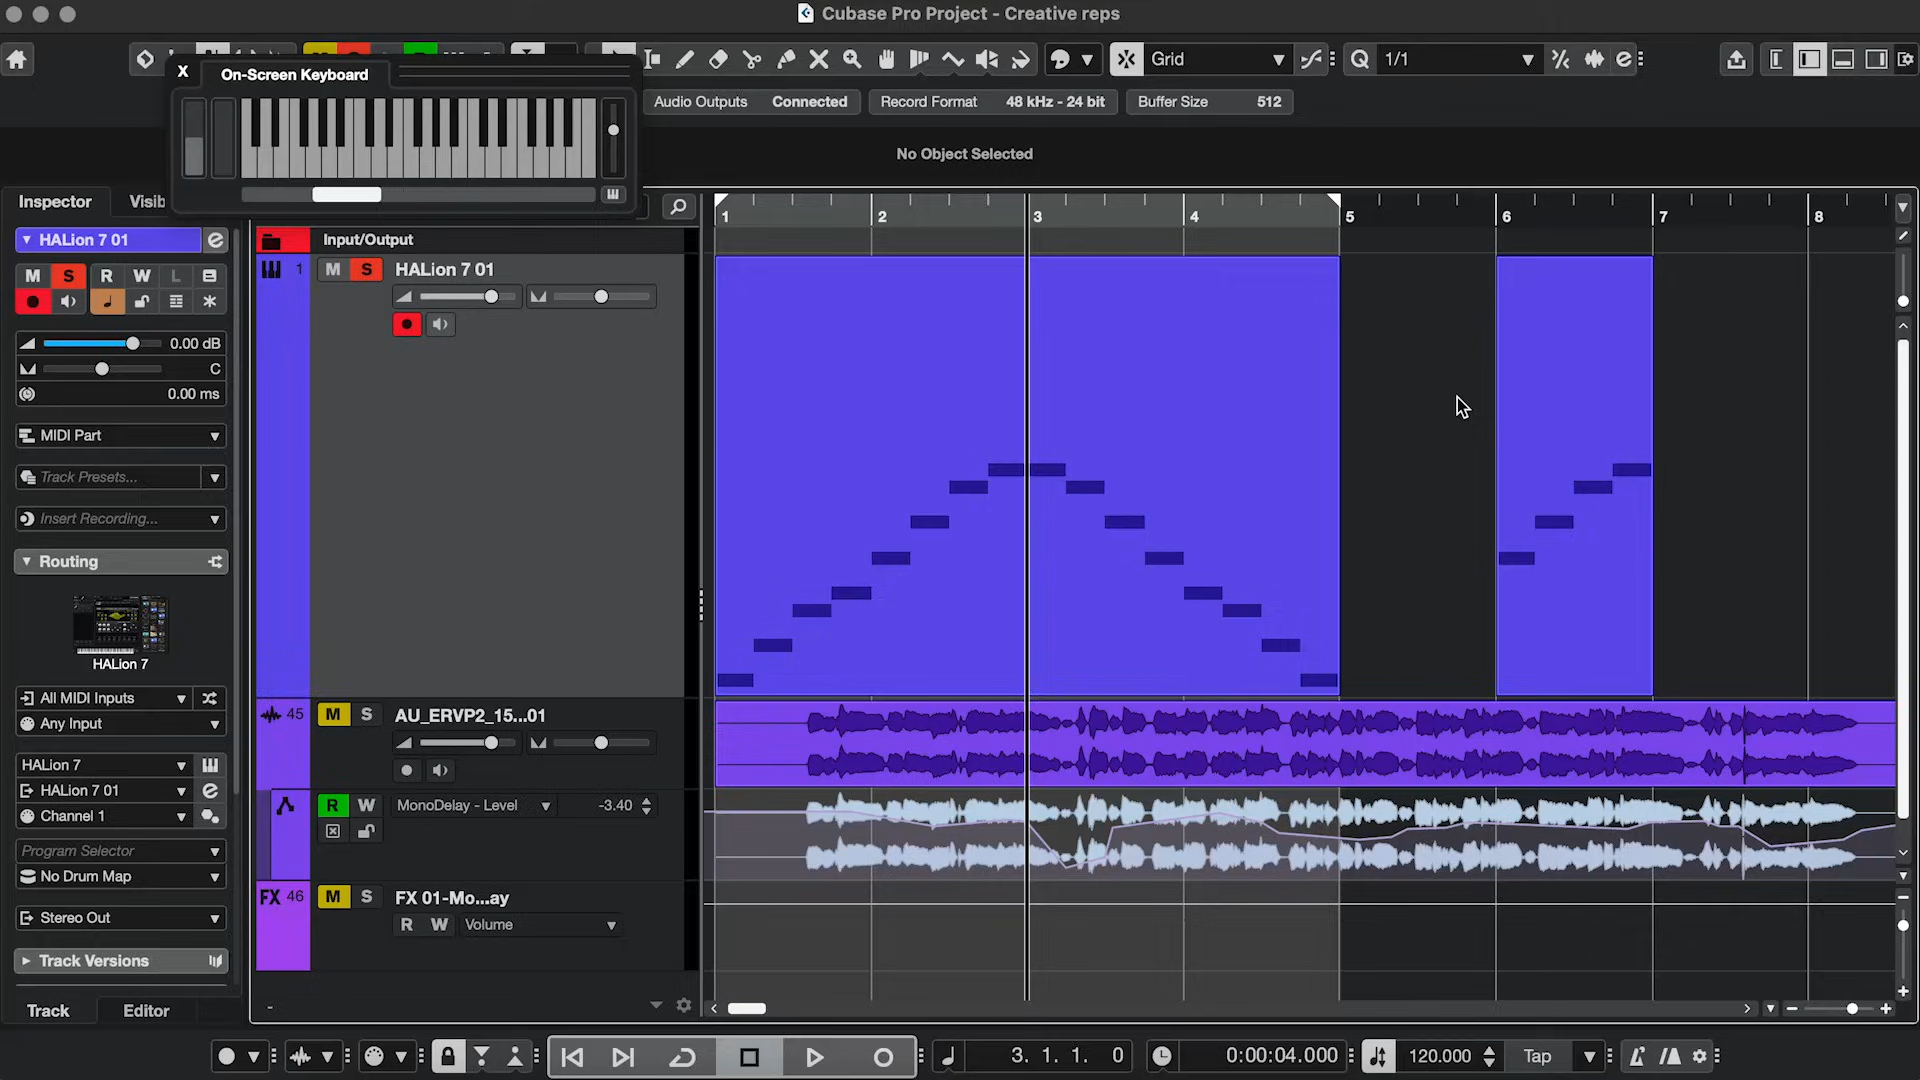 Cubase Pro Project - Creative reps
Grid
Q 1/1
X On-Screen Keyboard
Audio Outputs Connected
Record Format 48 kHz - 24 bit
Buffer Size 512
No Object Selected
Inspector
Visib
1 2 3 4 5 6 7 8
HALion 7 01
M S R W L
0.00 dB
C
0.00 ms
MIDI Part
Track Presets...
Insert Recording...
Routing
HALion 7
All MIDI Inputs
Any Input
HALion 7
HALion 7 01
Channel 1
Program Selector
No Drum Map
Stereo Out
Track Versions
Track
Editor
Input/Output
1 M S HALion 7 01
45 M S AU_ERVP2_15...01
R W MonoDelay - Level -3.40
FX 46 M S FX 01-Mo...ay
R W Volume
3. 1. 1. 0
0:00:04.000
120.000
Tap